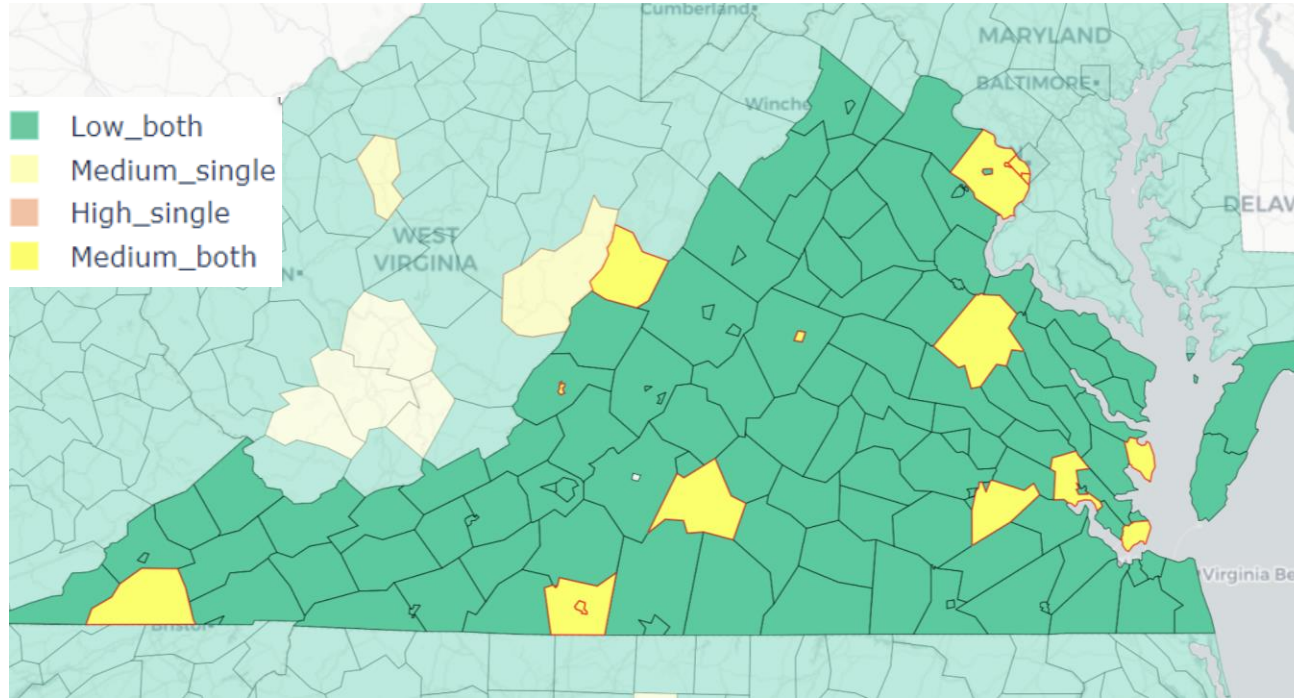 Cumberland
MARYLAND
BALTIMORE
Winche
Low_both
Medium_single
High_single
Medium_both
DELAW
WEST
VIRGINIA
Virginia Be
Bristol